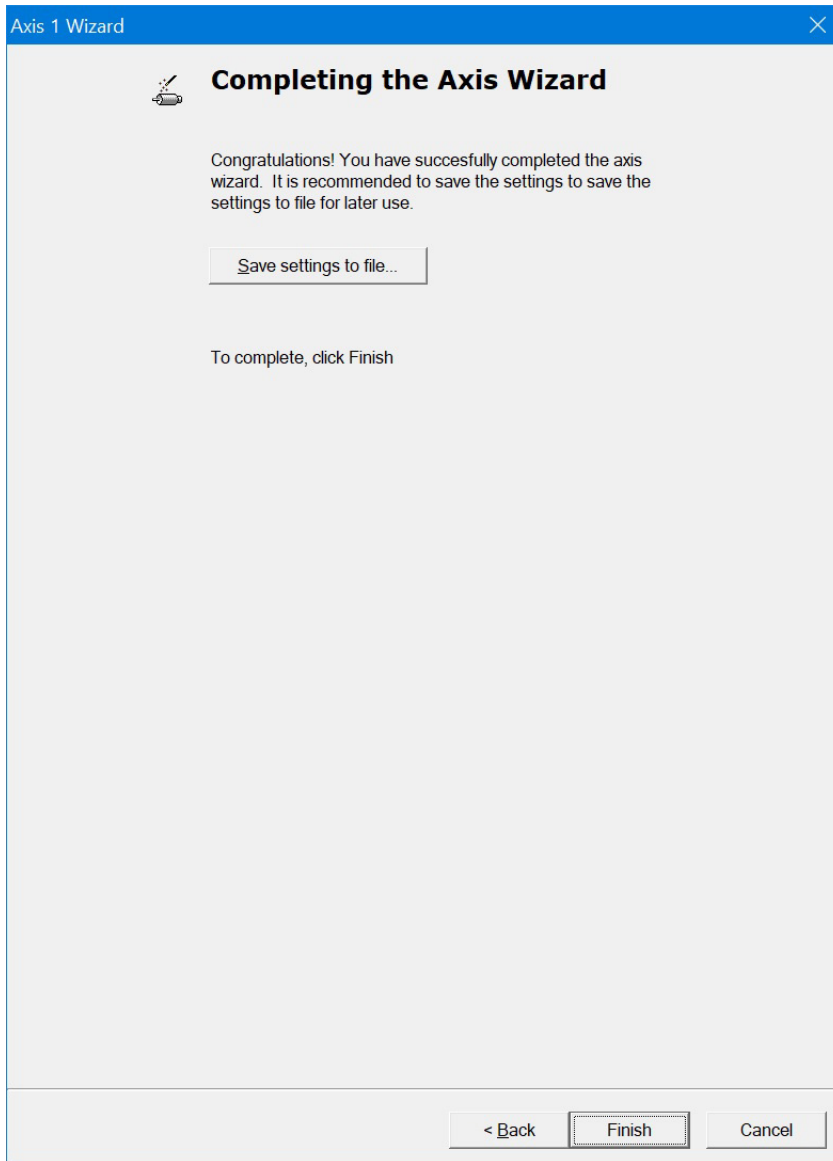 Axis 1 Wizard
Completing the Axis Wizard
Congratulations! You have succesfully completed the axis
wizard.  It is recommended to save the settings to save the
settings to file for later use.
Save settings to file...
To complete, click Finish
< Back
Finish
Cancel